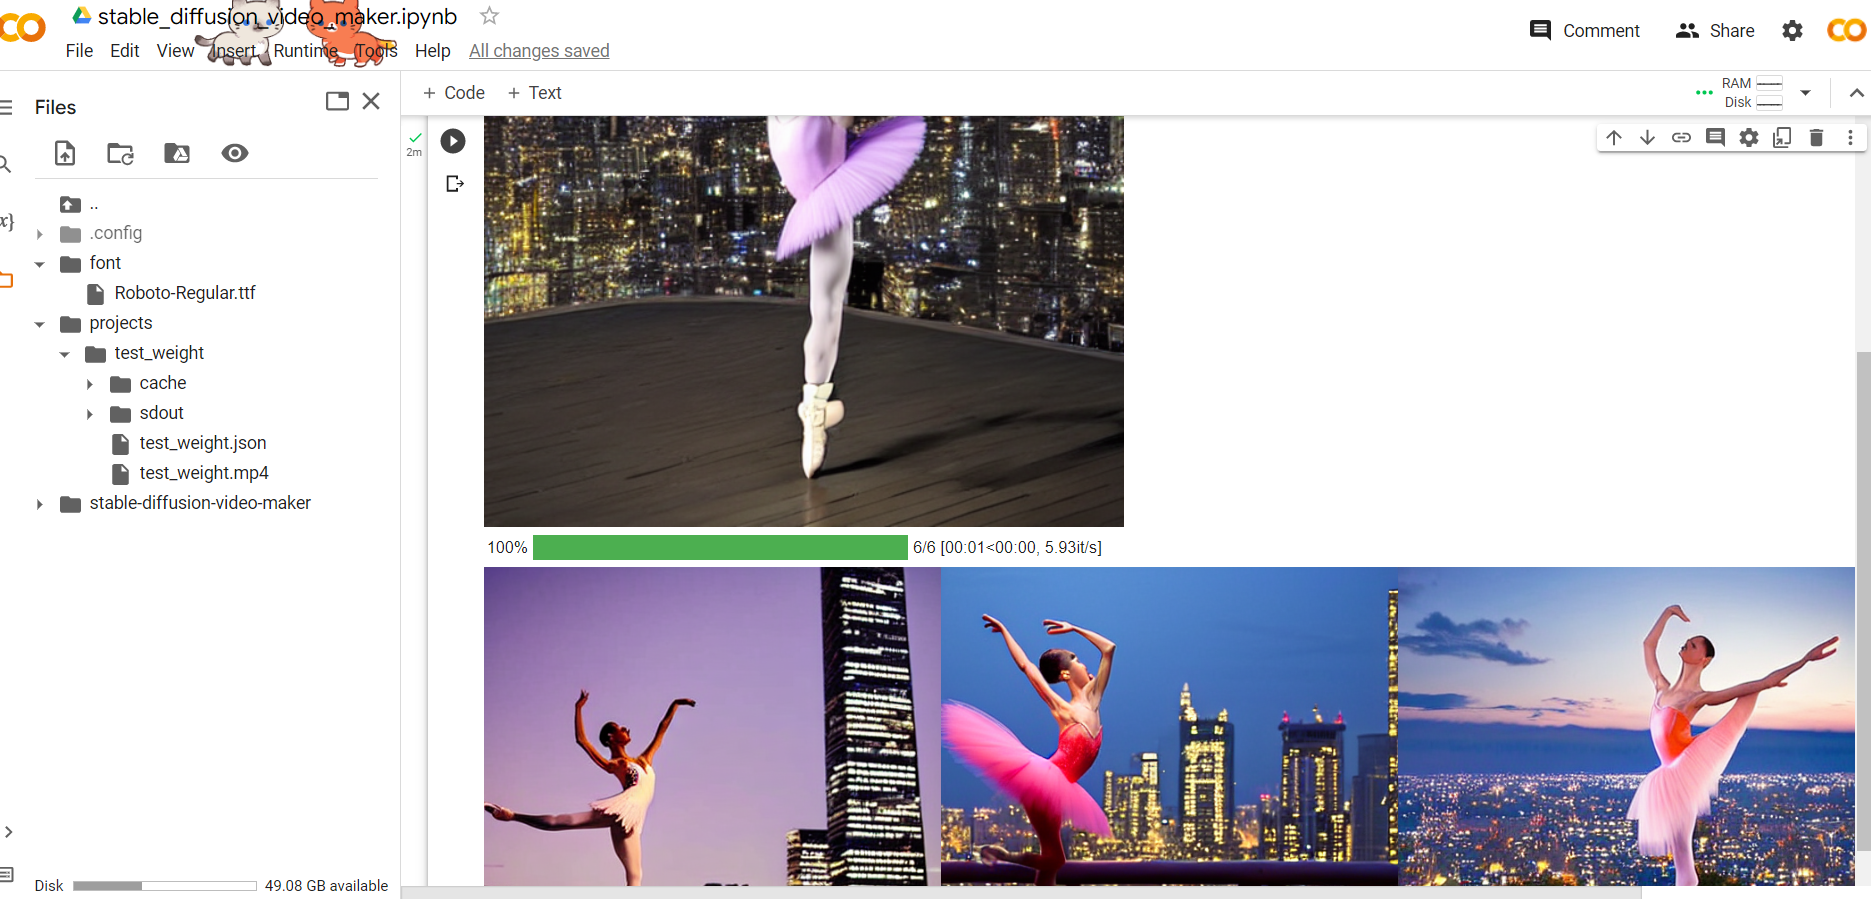 stable_diffusion_video_maker.ipynb
File Edit View Insert Runtime Tools Help All changes saved
Comment Share
Files
+ Code + Text
RAM
Disk
2m
..
{x}
.config
font
Roboto-Regular.ttf
projects
test_weight
cache
sdout
test_weight.json
test_weight.mp4
stable-diffusion-video-maker
100% 6/6 [00:01<00:00, 5.93it/s]
Disk 49.08 GB available